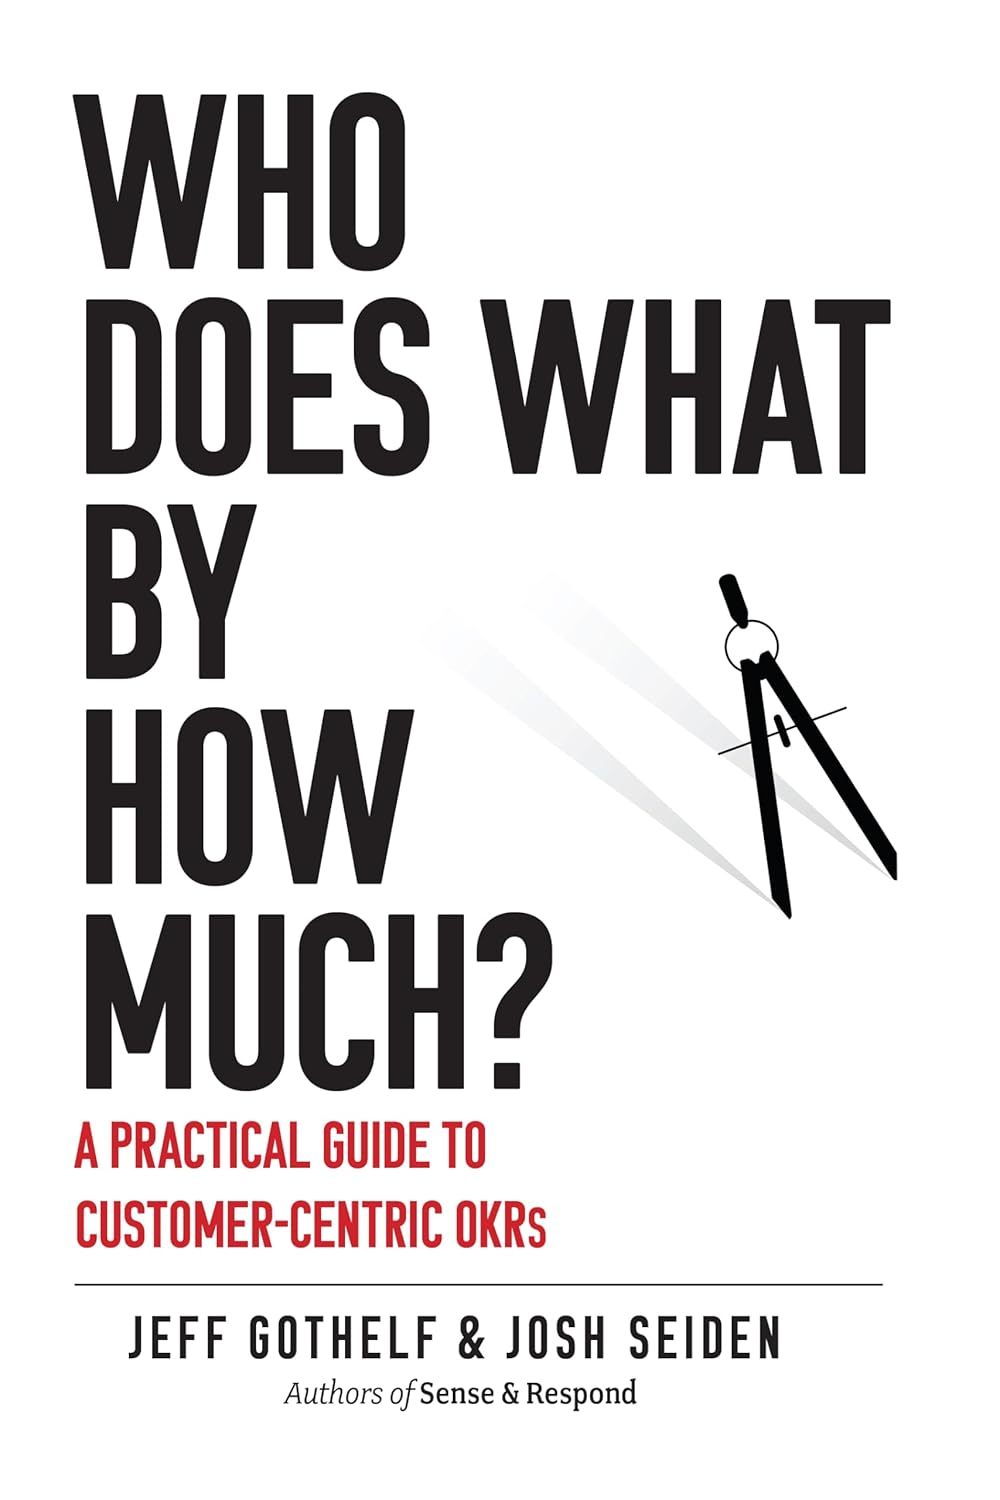 WHO
DOES WHAT
BY
HOW
MUCH?
A PRACTICAL GUIDE TO
CUSTOMER-CENTRIC OKRs
JEFF GOTHELF & JOSH SEIDEN
Authors of Sense & Respond